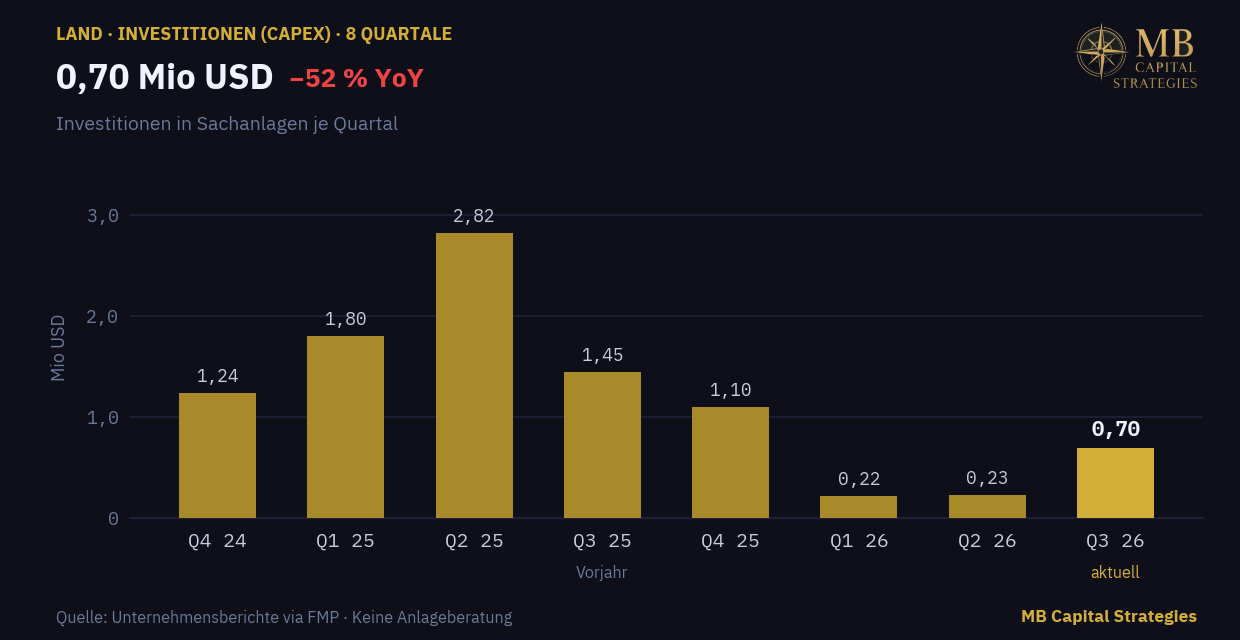 LAND · INVESTITIONEN (CAPEX) · 8 QUARTALE
0,70 Mio USD −52 % YoY
Investitionen in Sachanlagen je Quartal
MB
CAPITAL
STRATEGIES
Mio USD
3,0
2,0
1,0
0
1,24
1,80
2,82
1,45
1,10
0,22
0,23
0,70
Q4 24 Q1 25 Q2 25 Q3 25 Q4 25 Q1 26 Q2 26 Q3 26
Vorjahr aktuell
Quelle: Unternehmensberichte via FMP · Keine Anlageberatung
MB Capital Strategies